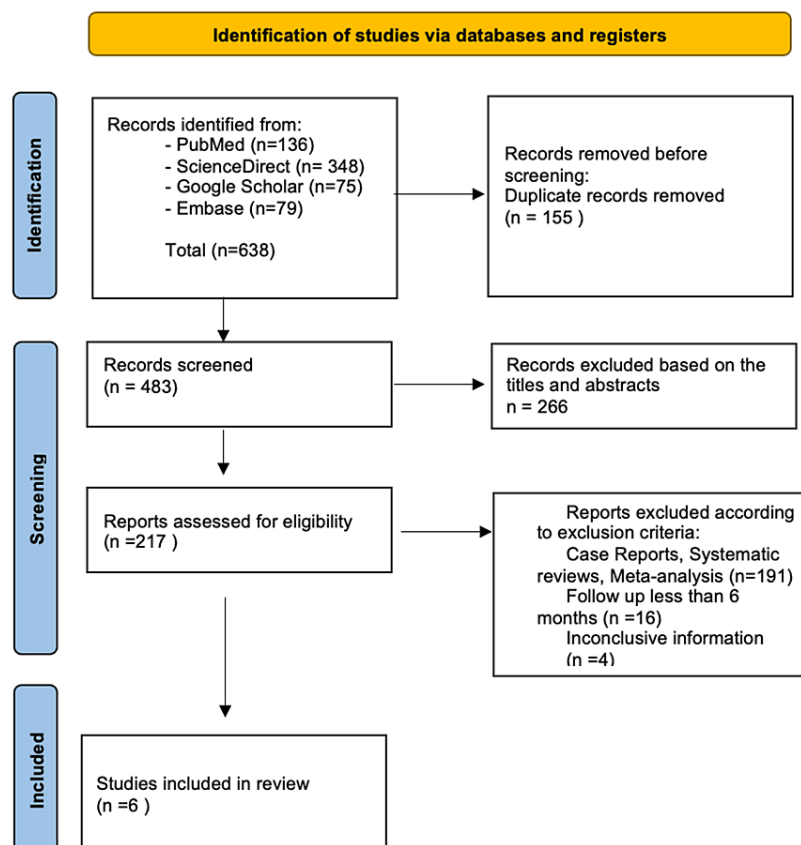 Identification of studies via databases and registers
Identification
Records identified from:
- PubMed (n=136)
- ScienceDirect (n= 348)
- Google Scholar (n=75)
- Embase (n=79)
Total (n=638)
Records removed before
screening:
Duplicate records removed
(n = 155 )
Screening
Records screened
(n = 483)
Records excluded based on the
titles and abstracts
n = 266
Reports assessed for eligibility
(n =217 )
Reports excluded according
to exclusion criteria:
Case Reports, Systematic
reviews, Meta-analysis (n=191)
Follow up less than 6
months (n =16)
Inconclusive information
(n =4)
Included
Studies included in review
(n =6 )